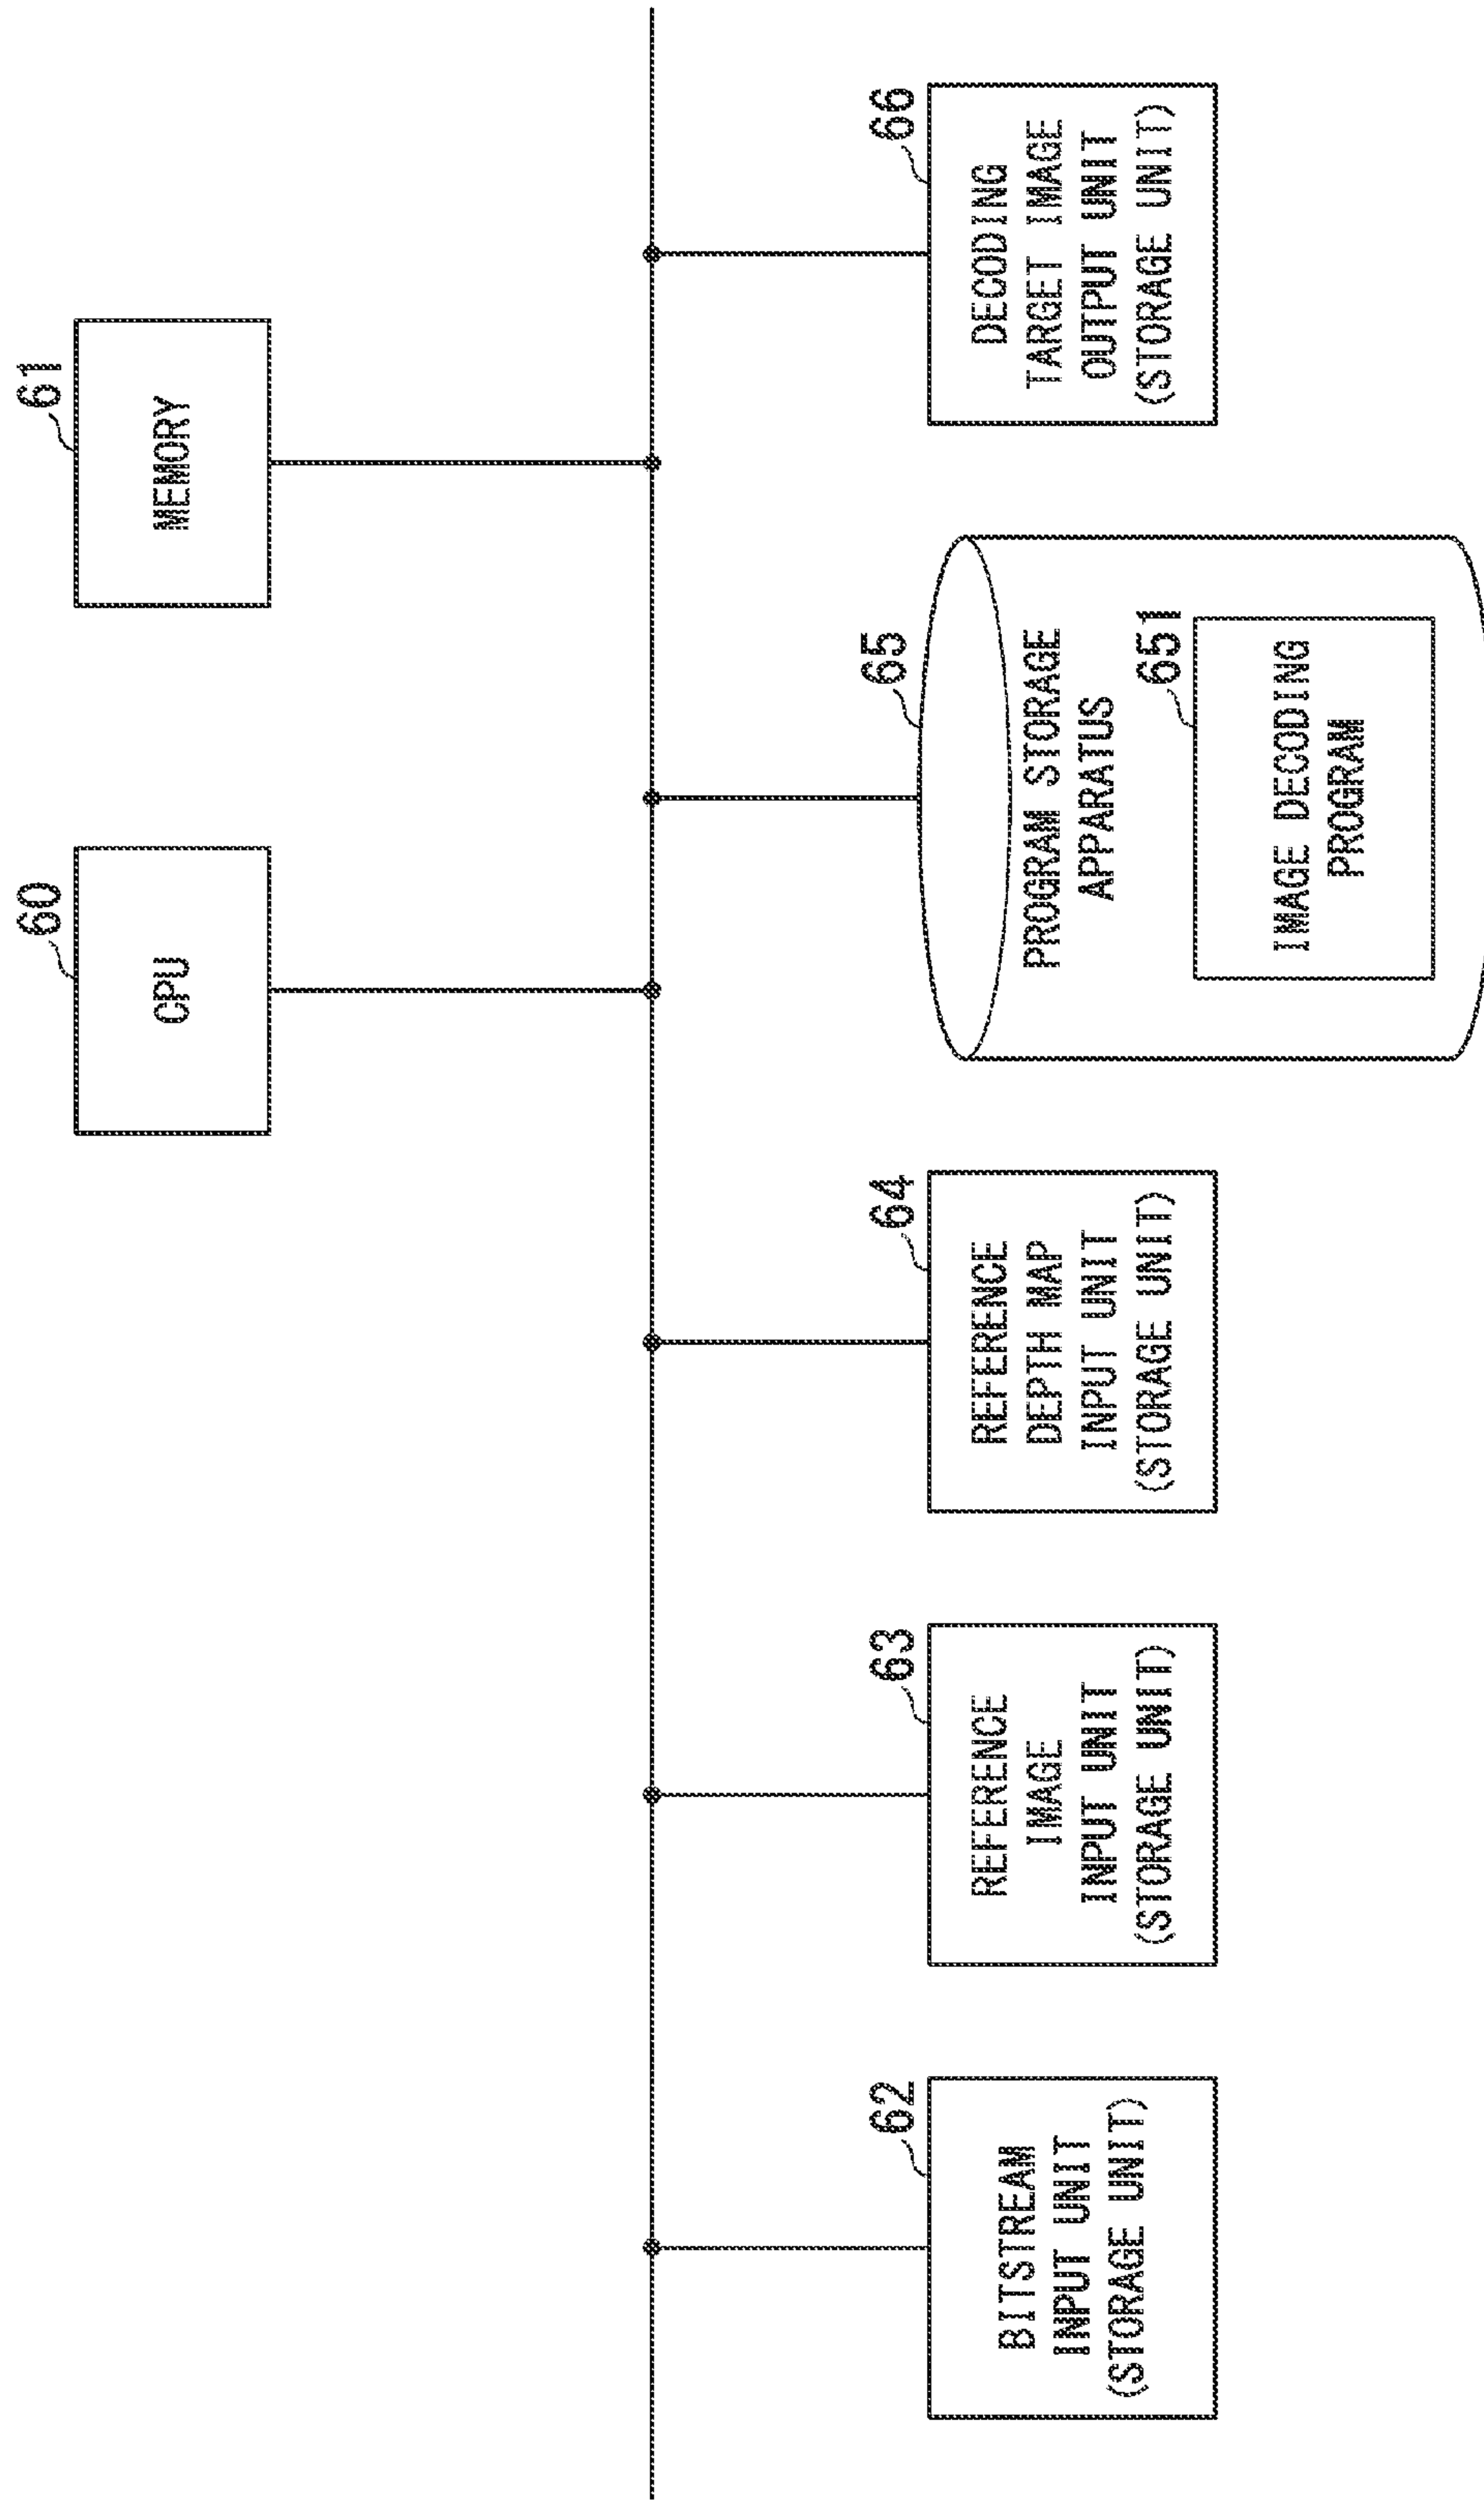 60
CPU
61
MEMORY
62
BITSTREAM
INPUT UNIT
(STORAGE UNIT)
63
REFERENCE
IMAGE
INPUT UNIT
(STORAGE UNIT)
64
REFERENCE
DEPTH MAP
INPUT UNIT
(STORAGE UNIT)
65
PROGRAM STORAGE
APPARATUS
651
IMAGE DECODING
PROGRAM
66
DECODING
TARGET IMAGE
OUTPUT UNIT
(STORAGE UNIT)